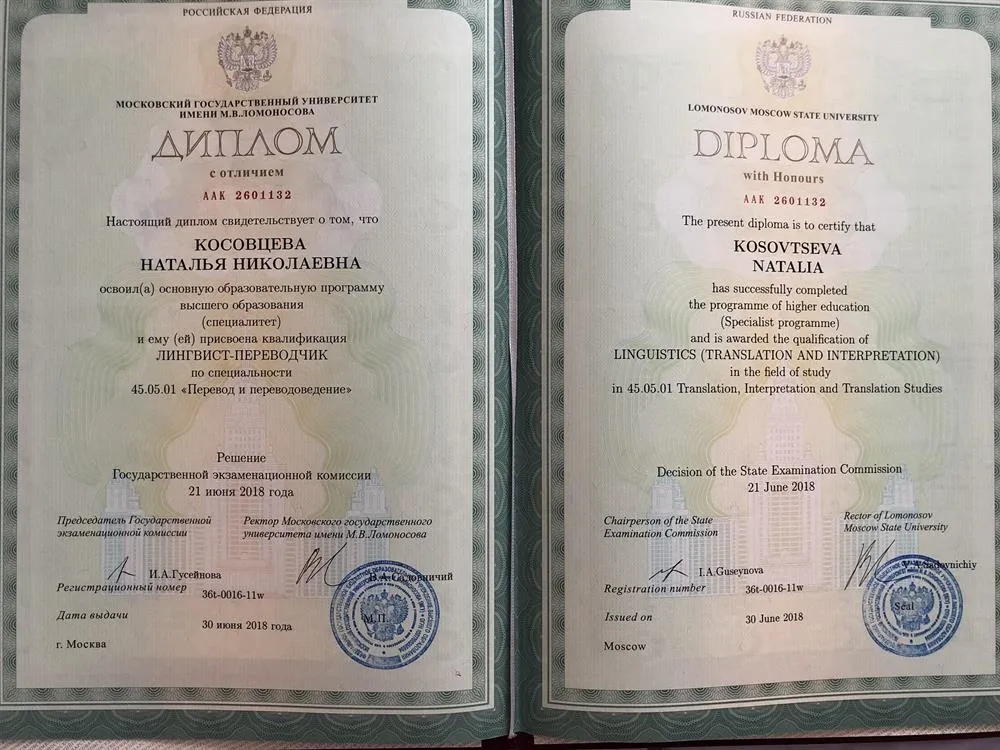 РОССИЙСКАЯ ФЕДЕРАЦИЯ
МОСКОВСКИЙ ГОСУДАРСТВЕННЫЙ УНИВЕРСИТЕТ
ИМЕНИ М.В.ЛОМОНОСОВА
ДИПЛОМ
с отличием
ААК 2601132
Настоящий диплом свидетельствует о том, что
КОСОВЦЕВА
НАТАЛЬЯ НИКОЛАЕВНА
освоил(а) основную образовательную программу
высшего образования
(специалитет)
и ему (ей) присвоена квалификация
ЛИНГВИСТ-ПЕРЕВОДЧИК
по специальности
45.05.01 «Перевод и переводоведение»
Решение
Государственной экзаменационной комиссии
21 июня 2018 года
Председатель Государственной
экзаменационной комиссии
Ректор Московского государственного
университета имени М.В.Ломоносова
И.А.Гусейнова
В.А.Садовничий
Регистрационный номер
36т-0016-11w
М.П.
Дата выдачи
30 июня 2018 года
г. Москва
RUSSIAN FEDERATION
LOMONOSOV MOSCOW STATE UNIVERSITY
DIPLOMA
with Honours
ААК 2601132
The present diploma is to certify that
KOSOVTSEVA
NATALIA
has successfully completed
the programme of higher education
(Specialist programme)
and is awarded the qualification of
LINGUISTICS (TRANSLATION AND INTERPRETATION)
in the field of study
in 45.05.01 Translation, Interpretation and Translation Studies
Decision of the State Examination Commission
21 June 2018
Chairperson of the State
Examination Commission
Rector of Lomonosov
Moscow State University
I.A.Guseynova
V.A.Sadovnichiy
Registration number
36t-0016-11w
Seal
Issued on
30 June 2018
Moscow